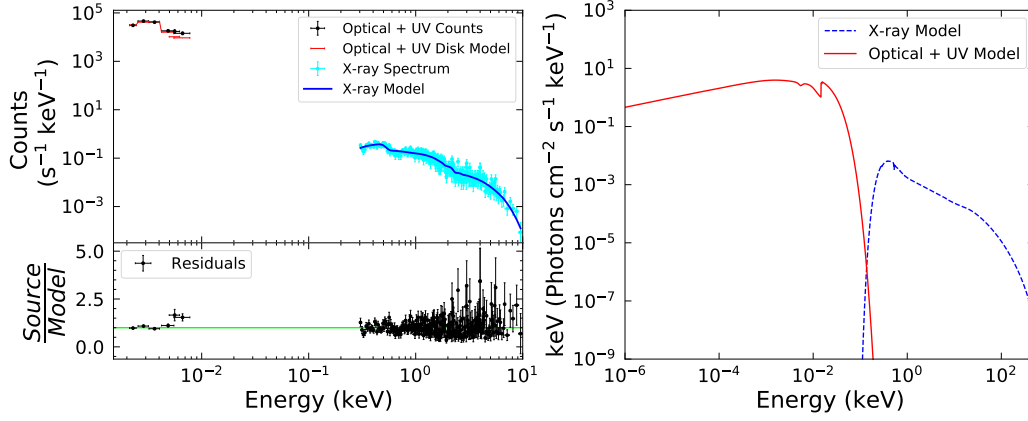 10^5
10^3
10^1
10^-1
10^-3
Counts
(s^-1 keV^-1)
Optical + UV Counts
Optical + UV Disk Model
X-ray Spectrum
X-ray Model
5.0
2.5
0.0
Source
Model
Residuals
10^-2
10^-1
10^0
10^1
Energy (keV)
10^3
10^1
10^-1
10^-3
10^-5
10^-7
10^-9
keV (Photons cm^-2 s^-1 keV^-1)
X-ray Model
Optical + UV Model
10^-6
10^-4
10^-2
10^0
10^2
Energy (keV)